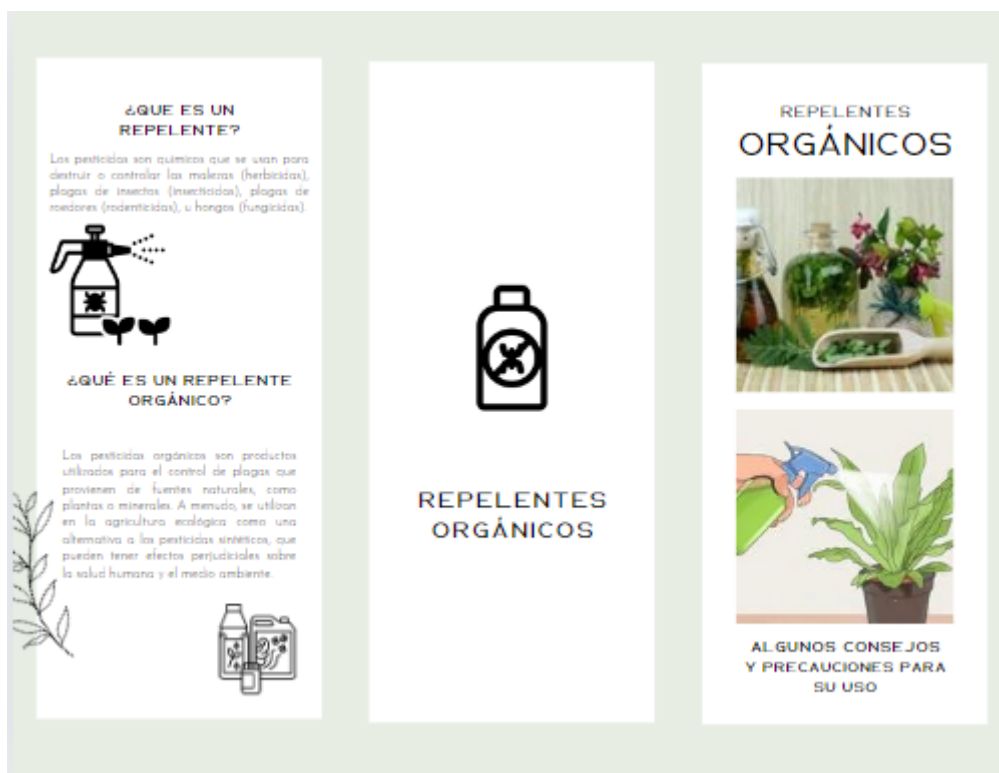 ¿QUE ES UN
REPELENTE?
Los pesticidas son químicos que se usan para
destruir o controlar las malezas (herbicidas),
plagas de insectos (insecticidas), plagas de
roedores (rodenticidas), u hongos (fungicidas).
¿QUÉ ES UN REPELENTE
ORGÁNICO?
Los pesticidas orgánicos son productos
utilizados para el control de plagas que
provienen de fuentes naturales, como
plantas o minerales. A menudo, se utilizan
en la agricultura ecológica como una
alternativa a los pesticidas sintéticos, que
pueden tener efectos perjudiciales sobre
la salud humana y el medio ambiente.
REPELENTES
ORGÁNICOS
REPELENTES
ORGÁNICOS
ALGUNOS CONSEJOS
Y PRECAUCIONES PARA
SU USO